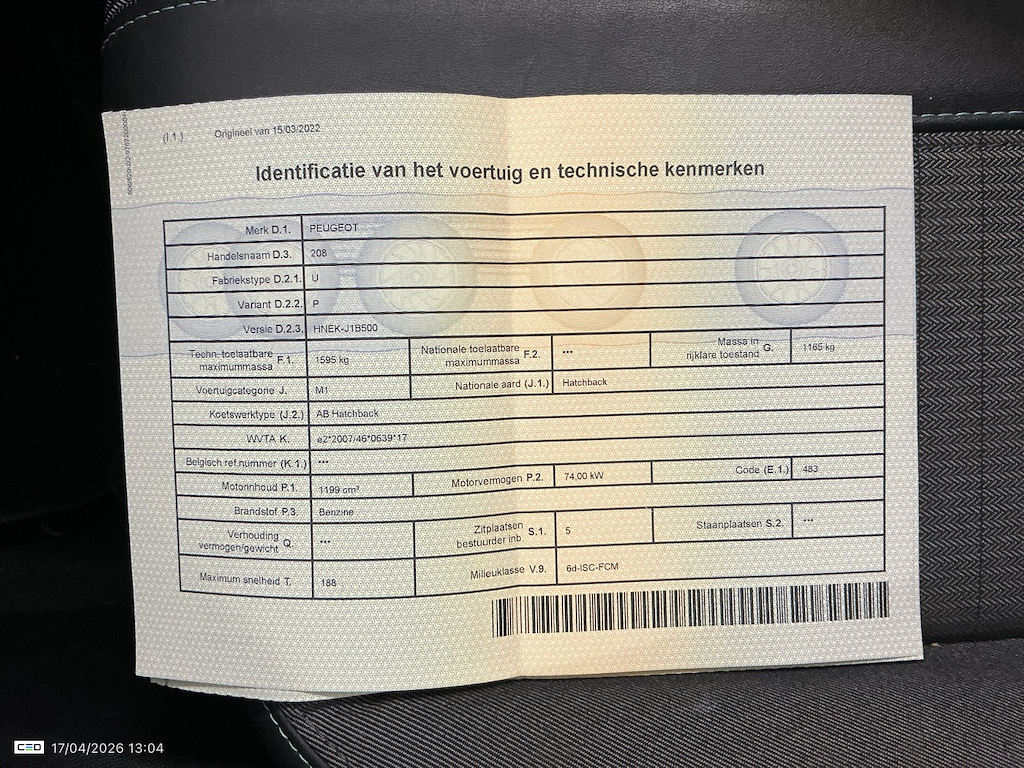 (I.1.) Origineel van 15/03/2022
Identificatie van het voertuig en technische kenmerken
Merk D.1. PEUGEOT
Handelsnaam D.3. 208
Fabriekstype D.2.1. U
Variant D.2.2. P
Versie D.2.3. HNEK-J1B500
Techn. toelaatbare maximummassa F.1. 1595 kg Nationale toelaatbare maximummassa F.2. *** Massa in rijklare toestand G. 1165 kg
Voertuigcategorie J. M1 Nationale aard (J.1.) Hatchback
Koetswerktype (J.2.) AB Hatchback
WVTA K. e2*2007/46*0639*17
Belgisch ref.nummer (K.1.) ***
Motorinhoud P.1. 1199 cm³ Motorvermogen P.2. 74,00 kW Code (E.1.) 483
Brandstof P.3. Benzine
Verhouding vermogen/gewicht Q. *** Zitplaatsen bestuurder inb. S.1. 5 Staanplaatsen S.2. ***
Maximum snelheid T. 188 Milieuklasse V.9. 6d-ISC-FCM
17/04/2026 13:04